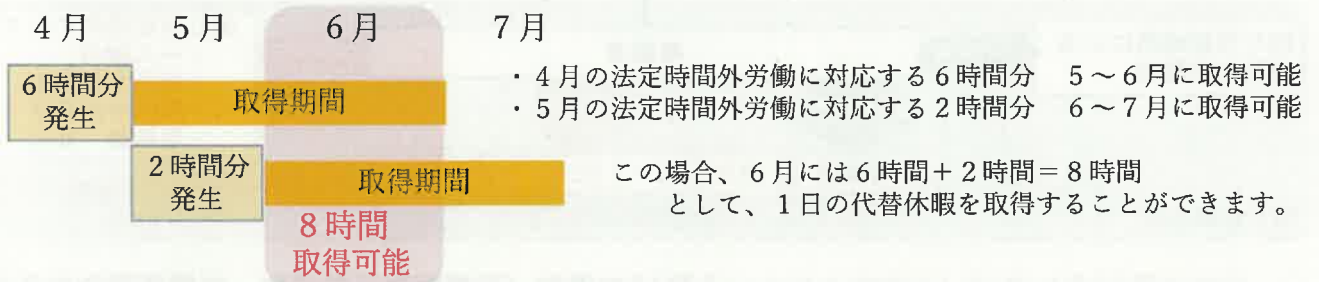 4月 5月 6月 7月
6時間分
発生
取得期間
・4月の法定時間外労働に対応する6時間分 5～6月に取得可能
・5月の法定時間外労働に対応する2時間分 6～7月に取得可能
2時間分
発生
取得期間
この場合、6月には6時間＋2時間＝8時間
として、1日の代替休暇を取得することができます。
8時間
取得可能